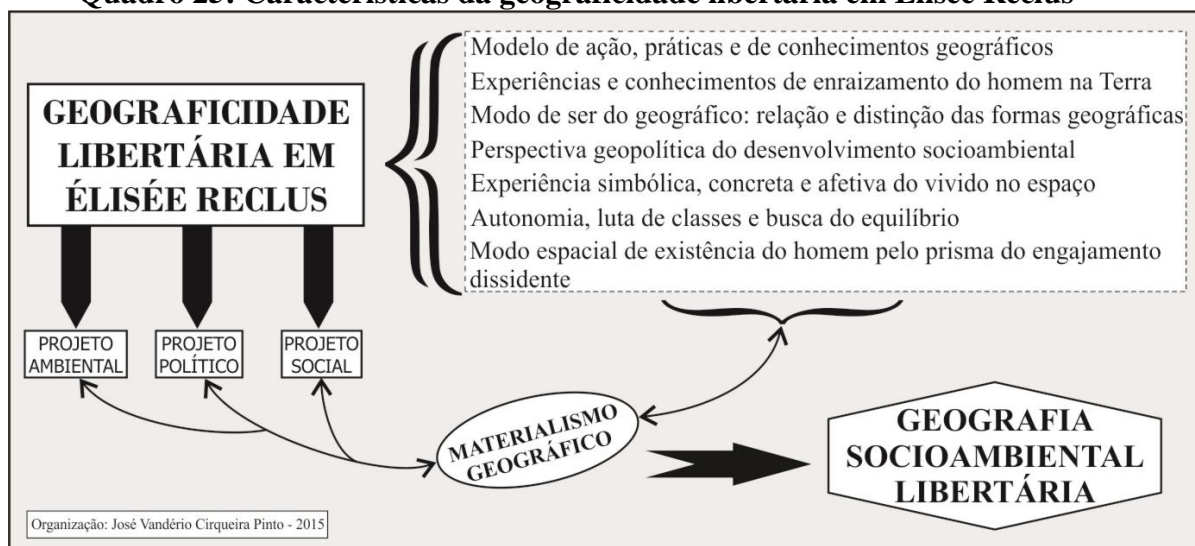 Quadro 25: Características da geograficidade libertária em Élisée Reclus
GEOGRAFICIDADE
LIBERTÁRIA EM
ÉLISÉE RECLUS
Modelo de ação, práticas e de conhecimentos geográficos
Experiências e conhecimentos de enraizamento do homem na Terra
Modo de ser do geográfico: relação e distinção das formas geográficas
Perspectiva geopolítica do desenvolvimento socioambiental
Experiência simbólica, concreta e afetiva do vivido no espaço
Autonomia, luta de classes e busca do equilíbrio
Modo espacial de existência do homem pelo prisma do engajamento
dissidente
PROJETO
AMBIENTAL
PROJETO
POLÍTICO
PROJETO
SOCIAL
MATERIALISMO
GEOGRÁFICO
GEOGRAFIA
SOCIOAMBIENTAL
LIBERTÁRIA
Organização: José Vandério Cirqueira Pinto - 2015